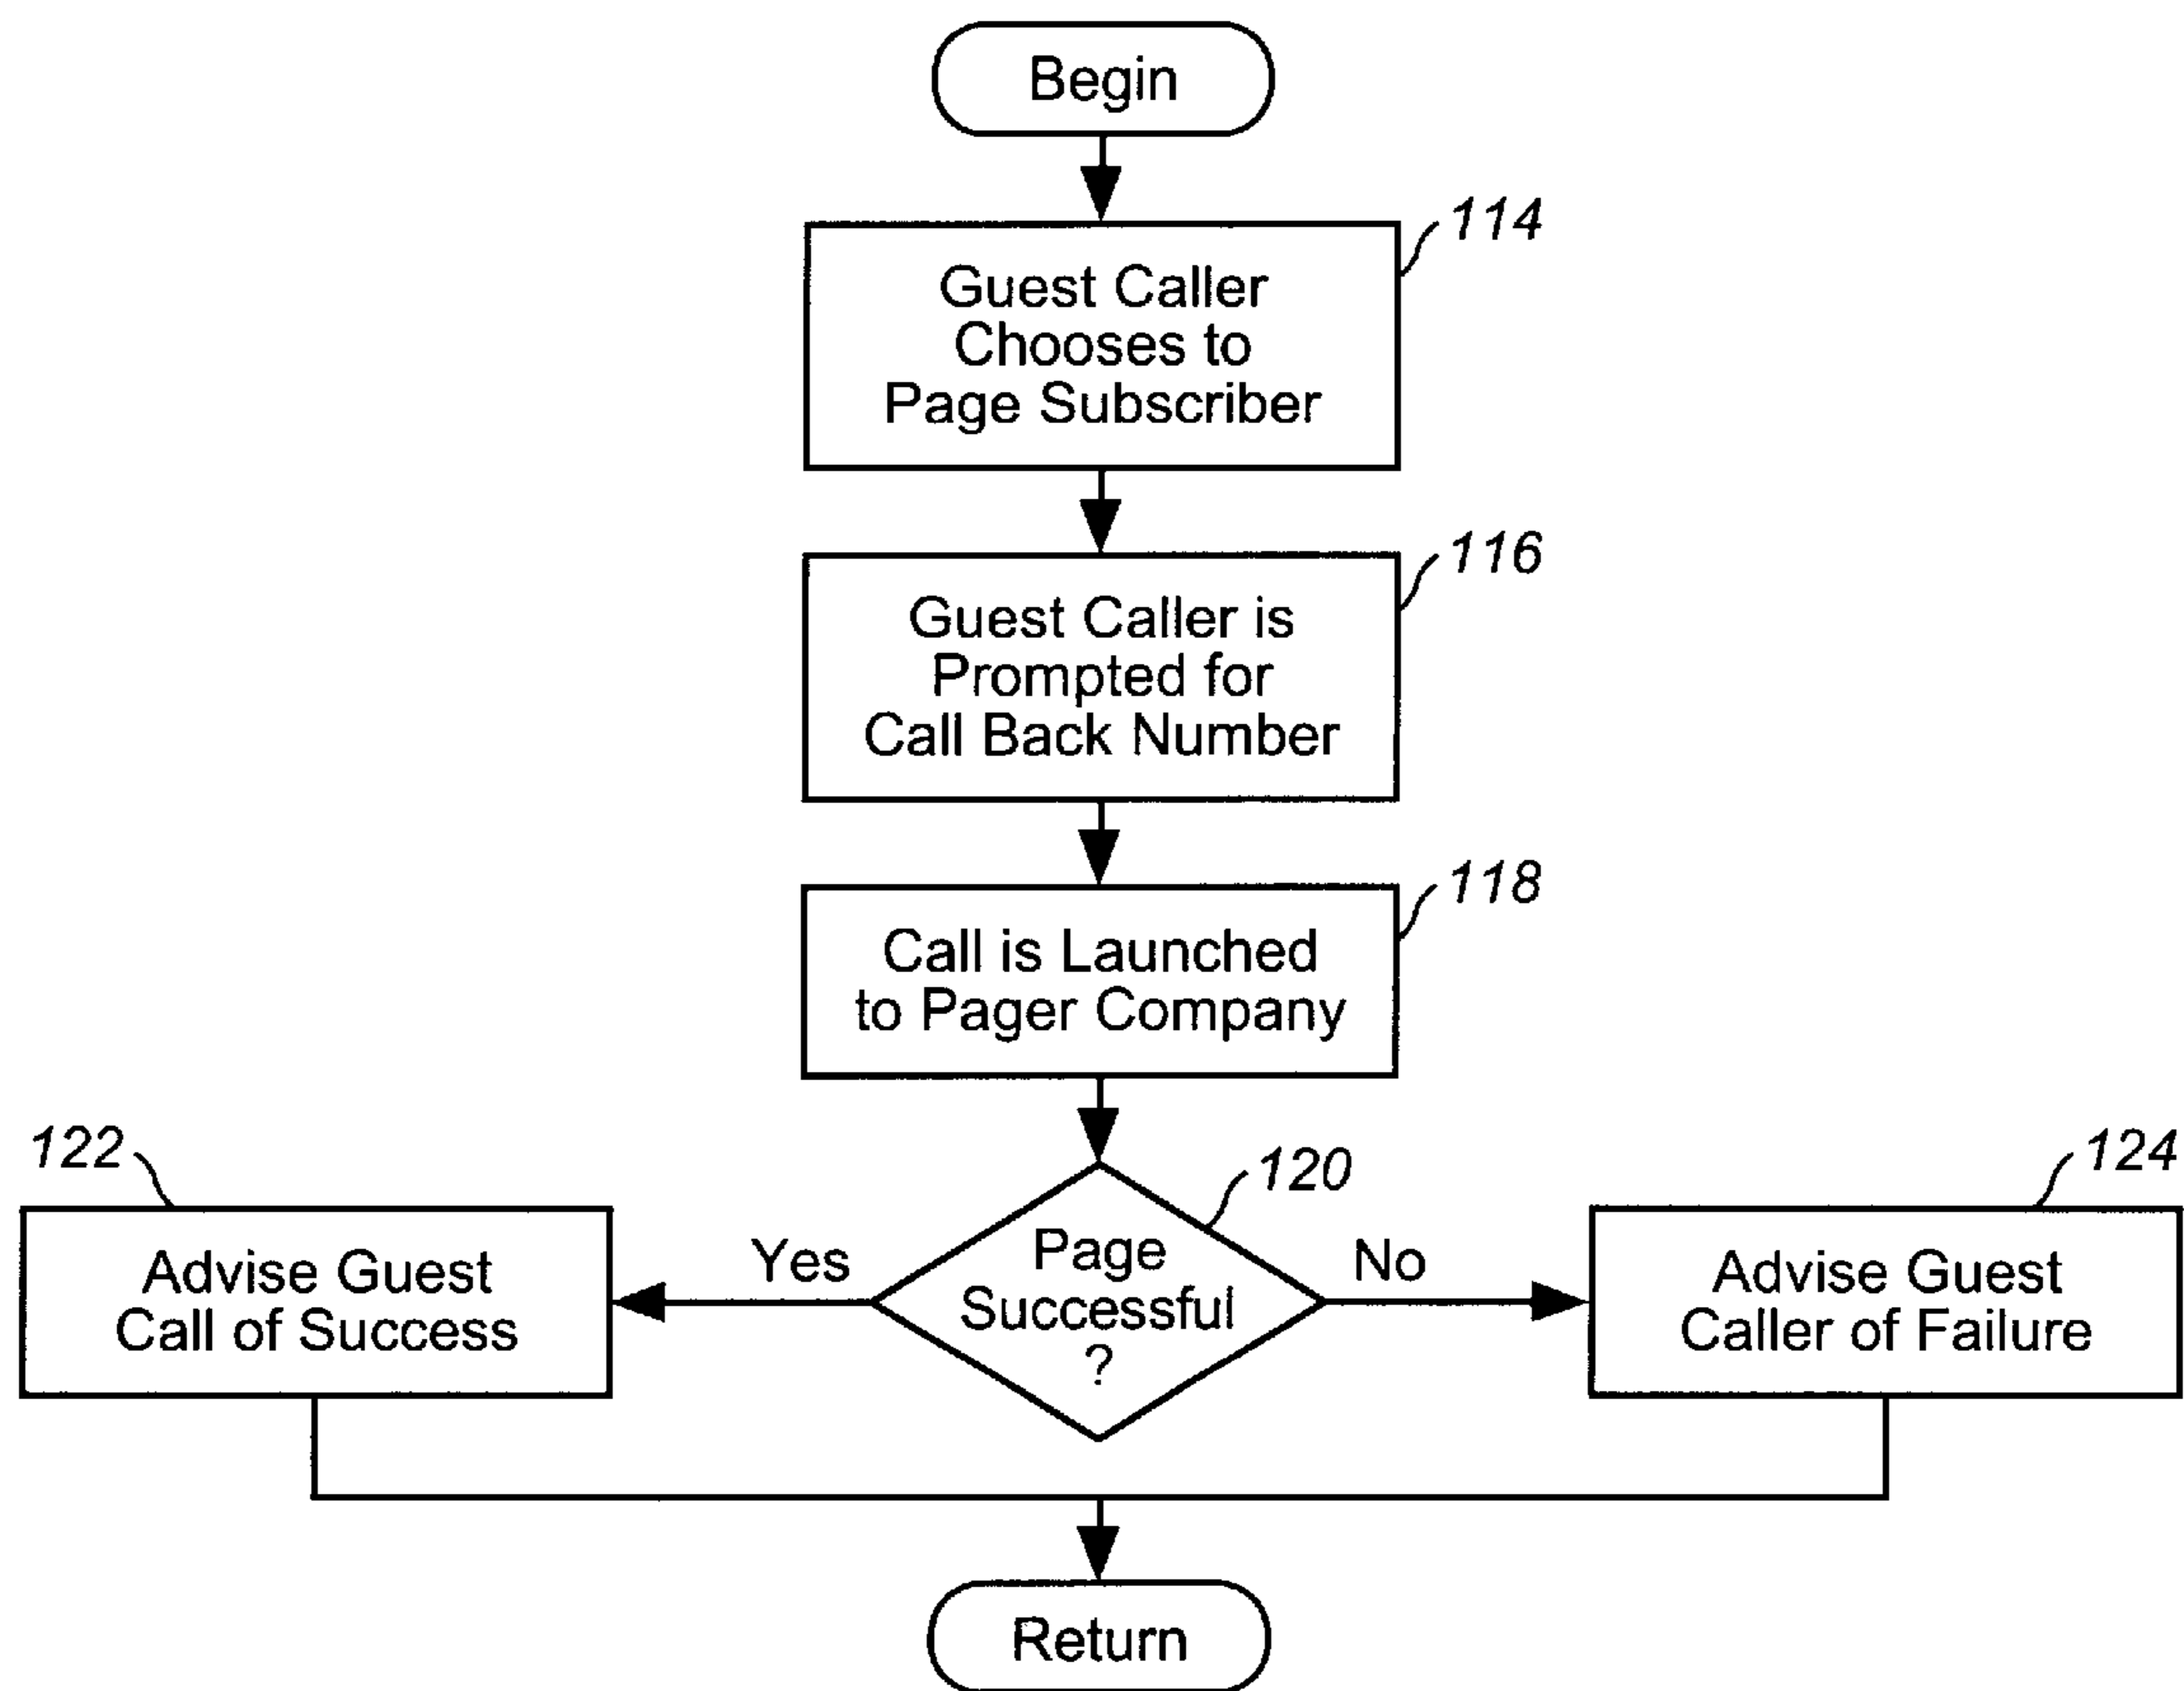 Begin
114
Guest Caller
Chooses to
Page Subscriber
116
Guest Caller is
Prompted for
Call Back Number
118
Call is Launched
to Pager Company
122
120
124
Advise Guest
Call of Success
Yes
Page
Successful
?
No
Advise Guest
Caller of Failure
Return